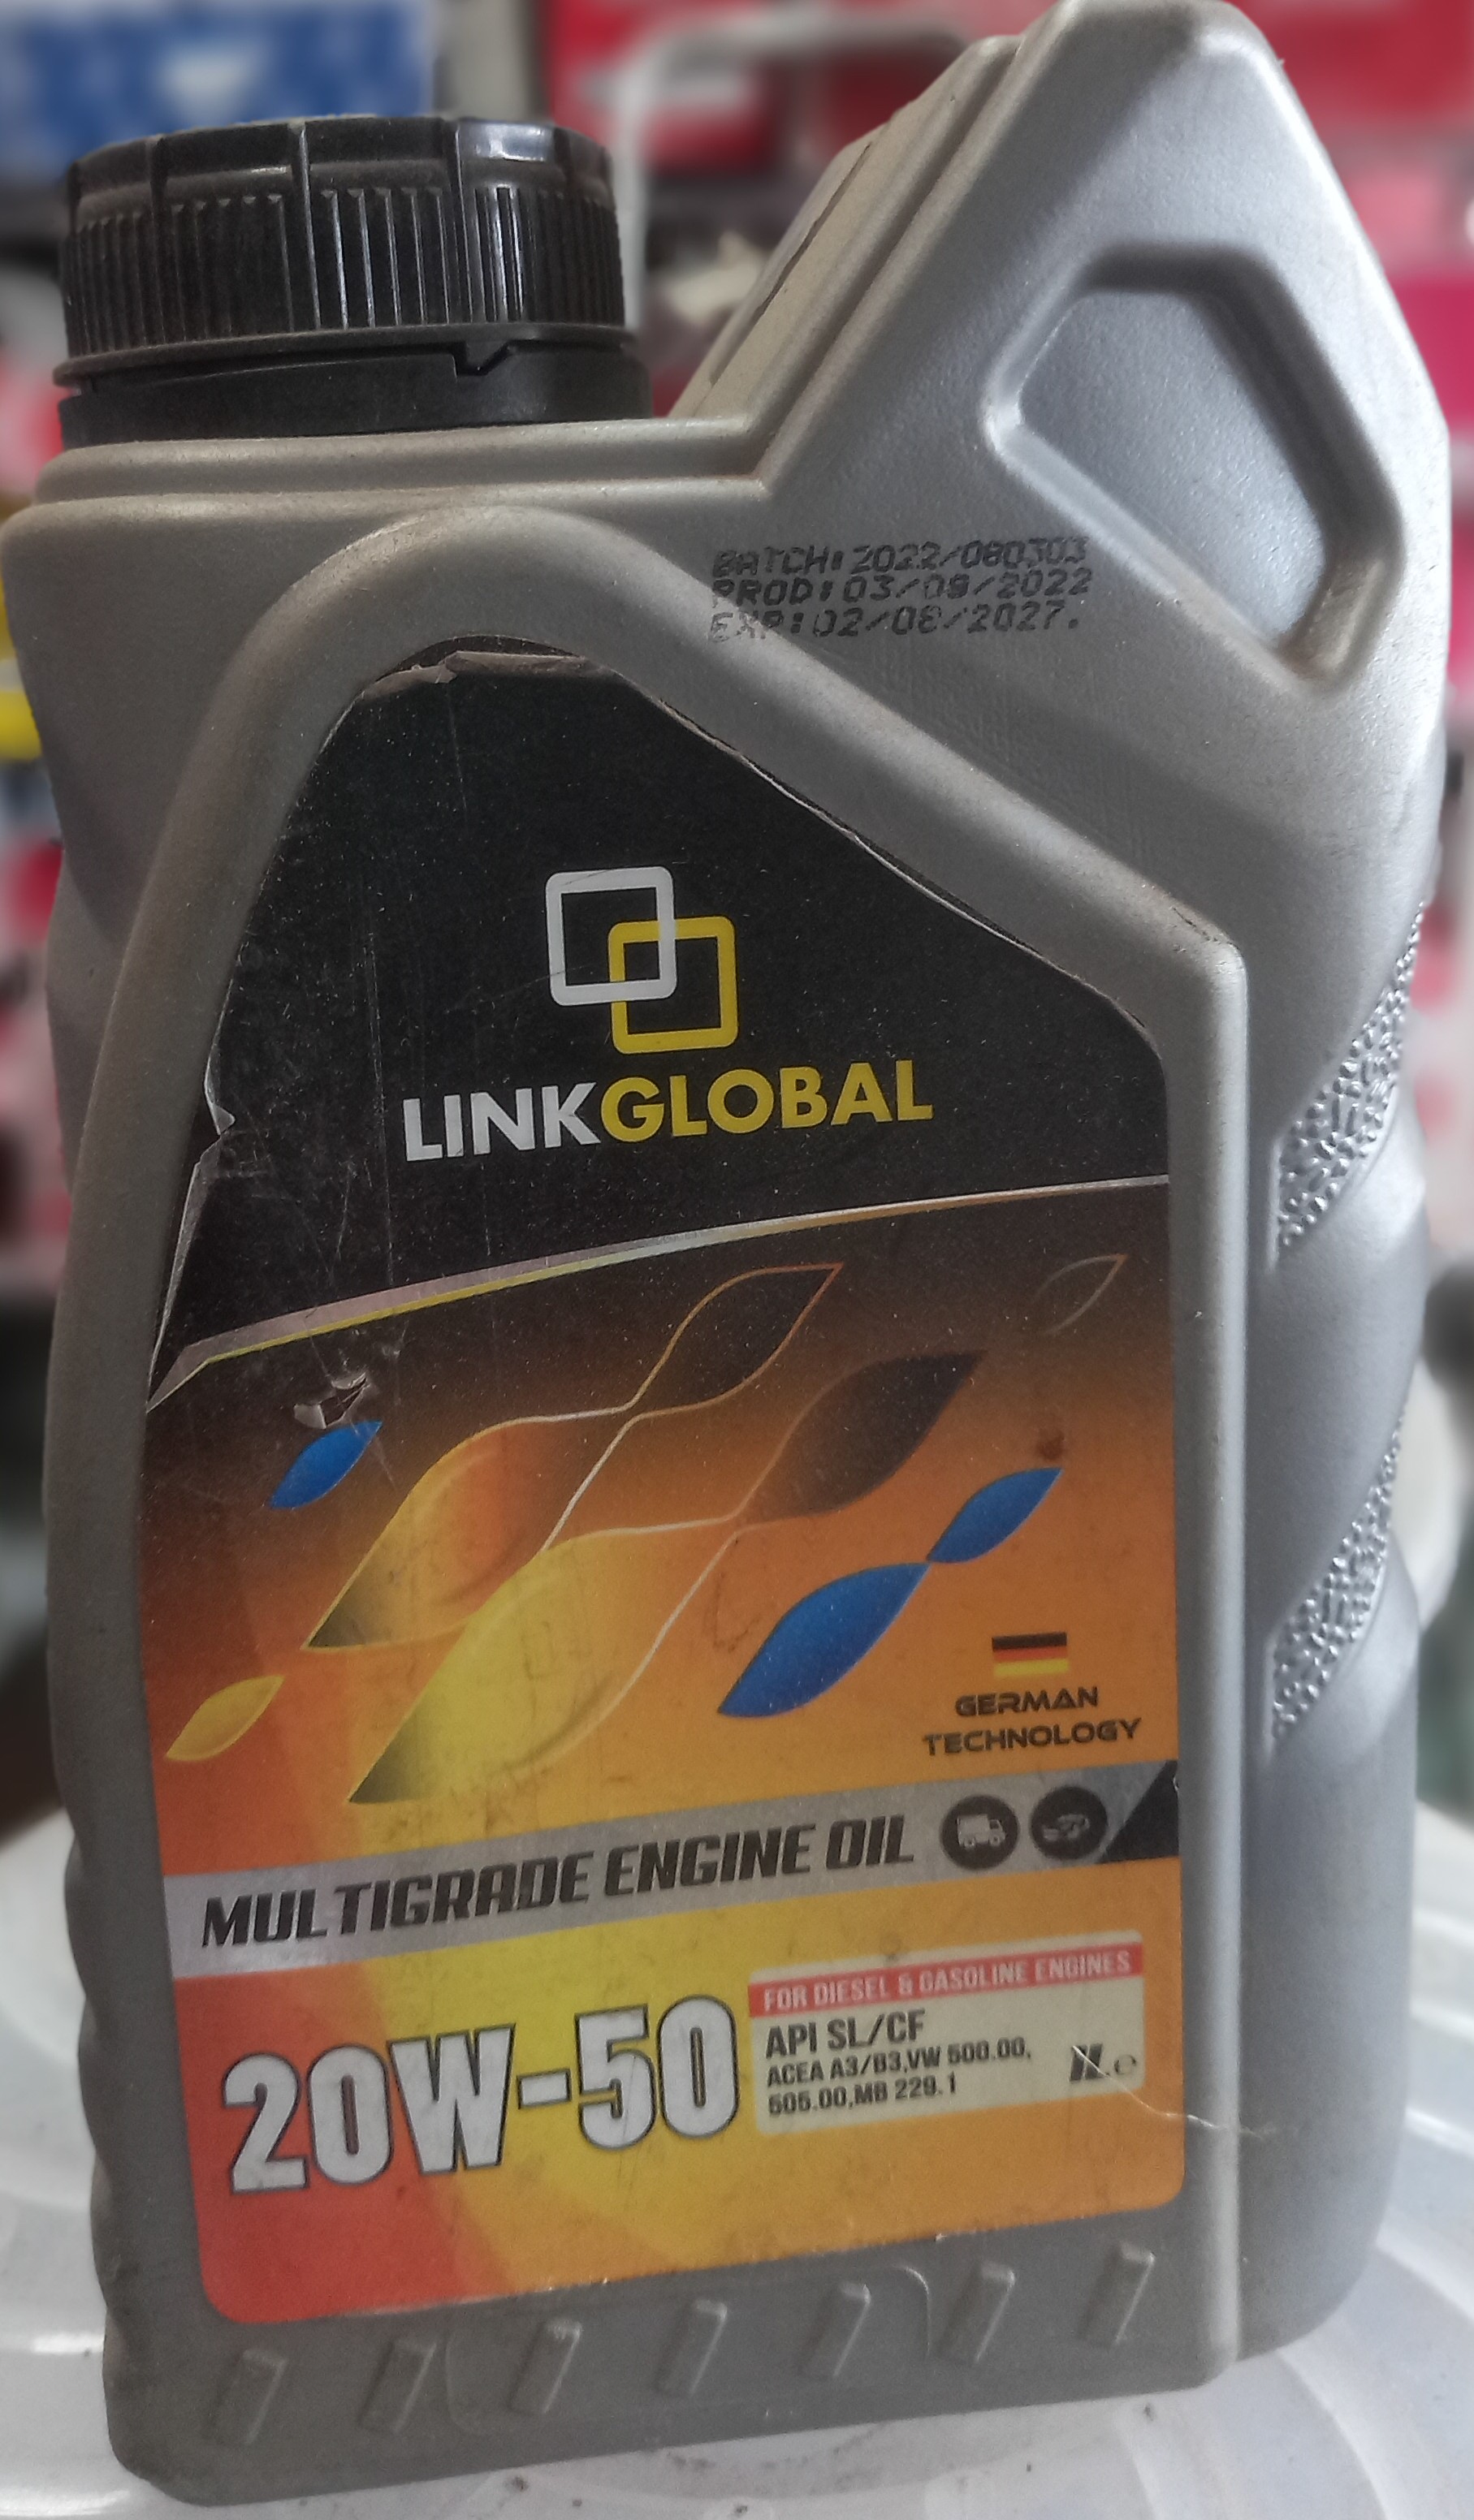 BATCH:2022/080303
PROD:03/08/2022
EXP:02/08/2027.
LINKGLOBAL
GERMAN
TECHNOLOGY
MULTIGRADE ENGINE OIL
20W-50
FOR DIESEL & GASOLINE ENGINES
API SL/CF
ACEA A3/B3,VW 500.00,
505.00,MB 229.1
1L e